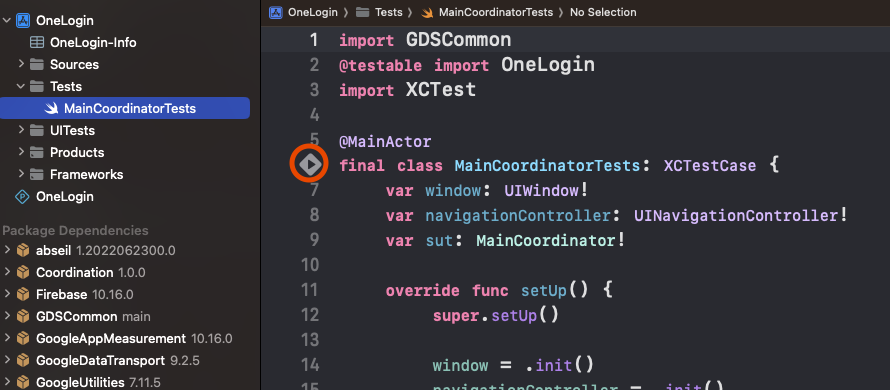 OneLogin
OneLogin-Info
Sources
Tests
MainCoordinatorTests
UITests
Products
Frameworks
OneLogin
Package Dependencies
abseil 1.2022062300.0
Coordination 1.0.0
Firebase 10.16.0
GDSCommon main
GoogleAppMeasurement 10.16.0
GoogleDataTransport 9.2.5
GoogleUtilities 7.11.5
OneLogin 〉 Tests 〉 MainCoordinatorTests 〉 No Selection
1 import GDSCommon
2 @testable import OneLogin
3 import XCTest
4
5 @MainActor
final class MainCoordinatorTests: XCTestCase {
7 var window: UIWindow!
8 var navigationController: UINavigationController!
9 var sut: MainCoordinator!
10
11 override func setUp() {
12 super.setUp()
13
14 window = .init()
15 navigationController = .init()